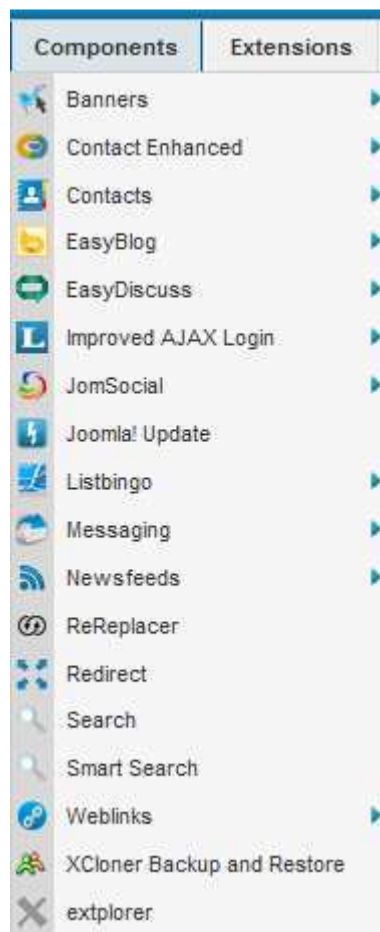 Components Extensions
Banners
Contact Enhanced
Contacts
EasyBlog
EasyDiscuss
Improved AJAX Login
JomSocial
Joomla! Update
Listbingo
Messaging
Newsfeeds
ReReplacer
Redirect
Search
Smart Search
Weblinks
XCloner Backup and Restore
extplorer